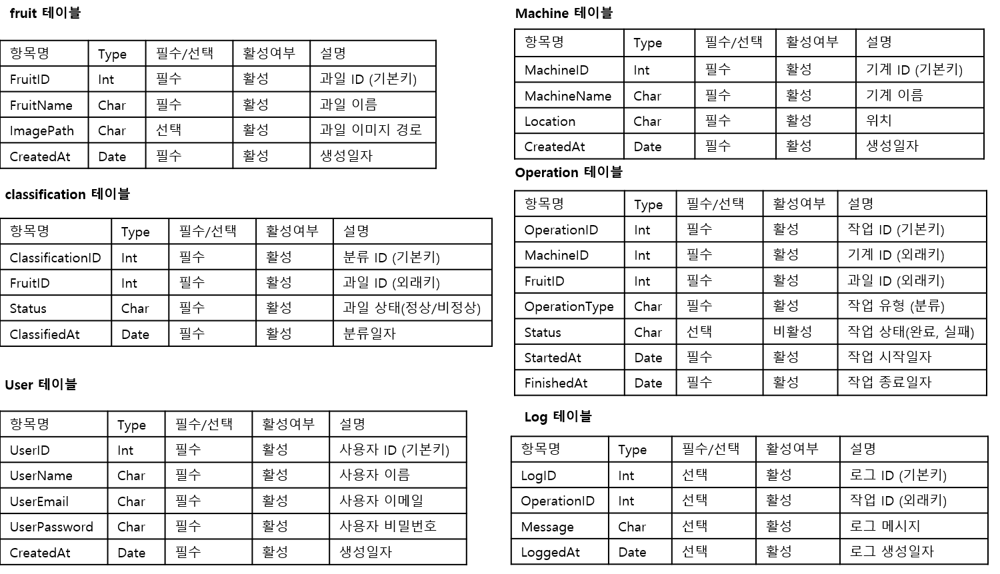 fruit 테이블
항목명 Type 필수/선택 활성여부 설명
FruitID Int 필수 활성 과일 ID (기본키)
FruitName Char 필수 활성 과일 이름
ImagePath Char 선택 활성 과일 이미지 경로
CreatedAt Date 필수 활성 생성일자
classification 테이블
항목명 Type 필수/선택 활성여부 설명
ClassificationID Int 필수 활성 분류 ID (기본키)
FruitID Int 필수 활성 과일 ID (외래키)
Status Char 필수 활성 과일 상태(정상/비정상)
ClassifiedAt Date 필수 활성 분류일자
User 테이블
항목명 Type 필수/선택 활성여부 설명
UserID Int 필수 활성 사용자 ID (기본키)
UserName Char 필수 활성 사용자 이름
UserEmail Char 필수 활성 사용자 이메일
UserPassword Char 필수 활성 사용자 비밀번호
CreatedAt Date 필수 활성 생성일자
Machine 테이블
항목명 Type 필수/선택 활성여부 설명
MachineID Int 필수 활성 기계 ID (기본키)
MachineName Char 필수 활성 기계 이름
Location Char 필수 활성 위치
CreatedAt Date 필수 활성 생성일자
Operation 테이블
항목명 Type 필수/선택 활성여부 설명
OperationID Int 필수 활성 작업 ID (기본키)
MachineID Int 필수 활성 기계 ID (외래키)
FruitID Int 필수 활성 과일 ID (외래키)
OperationType Char 필수 활성 작업 유형 (분류)
Status Char 선택 비활성 작업 상태(완료, 실패)
StartedAt Date 필수 활성 작업 시작일자
FinishedAt Date 필수 활성 작업 종료일자
Log 테이블
항목명 Type 필수/선택 활성여부 설명
LogID Int 선택 활성 로그 ID (기본키)
OperationID Int 선택 활성 작업 ID (외래키)
Message Char 선택 활성 로그 메시지
LoggedAt Date 선택 활성 로그 생성일자